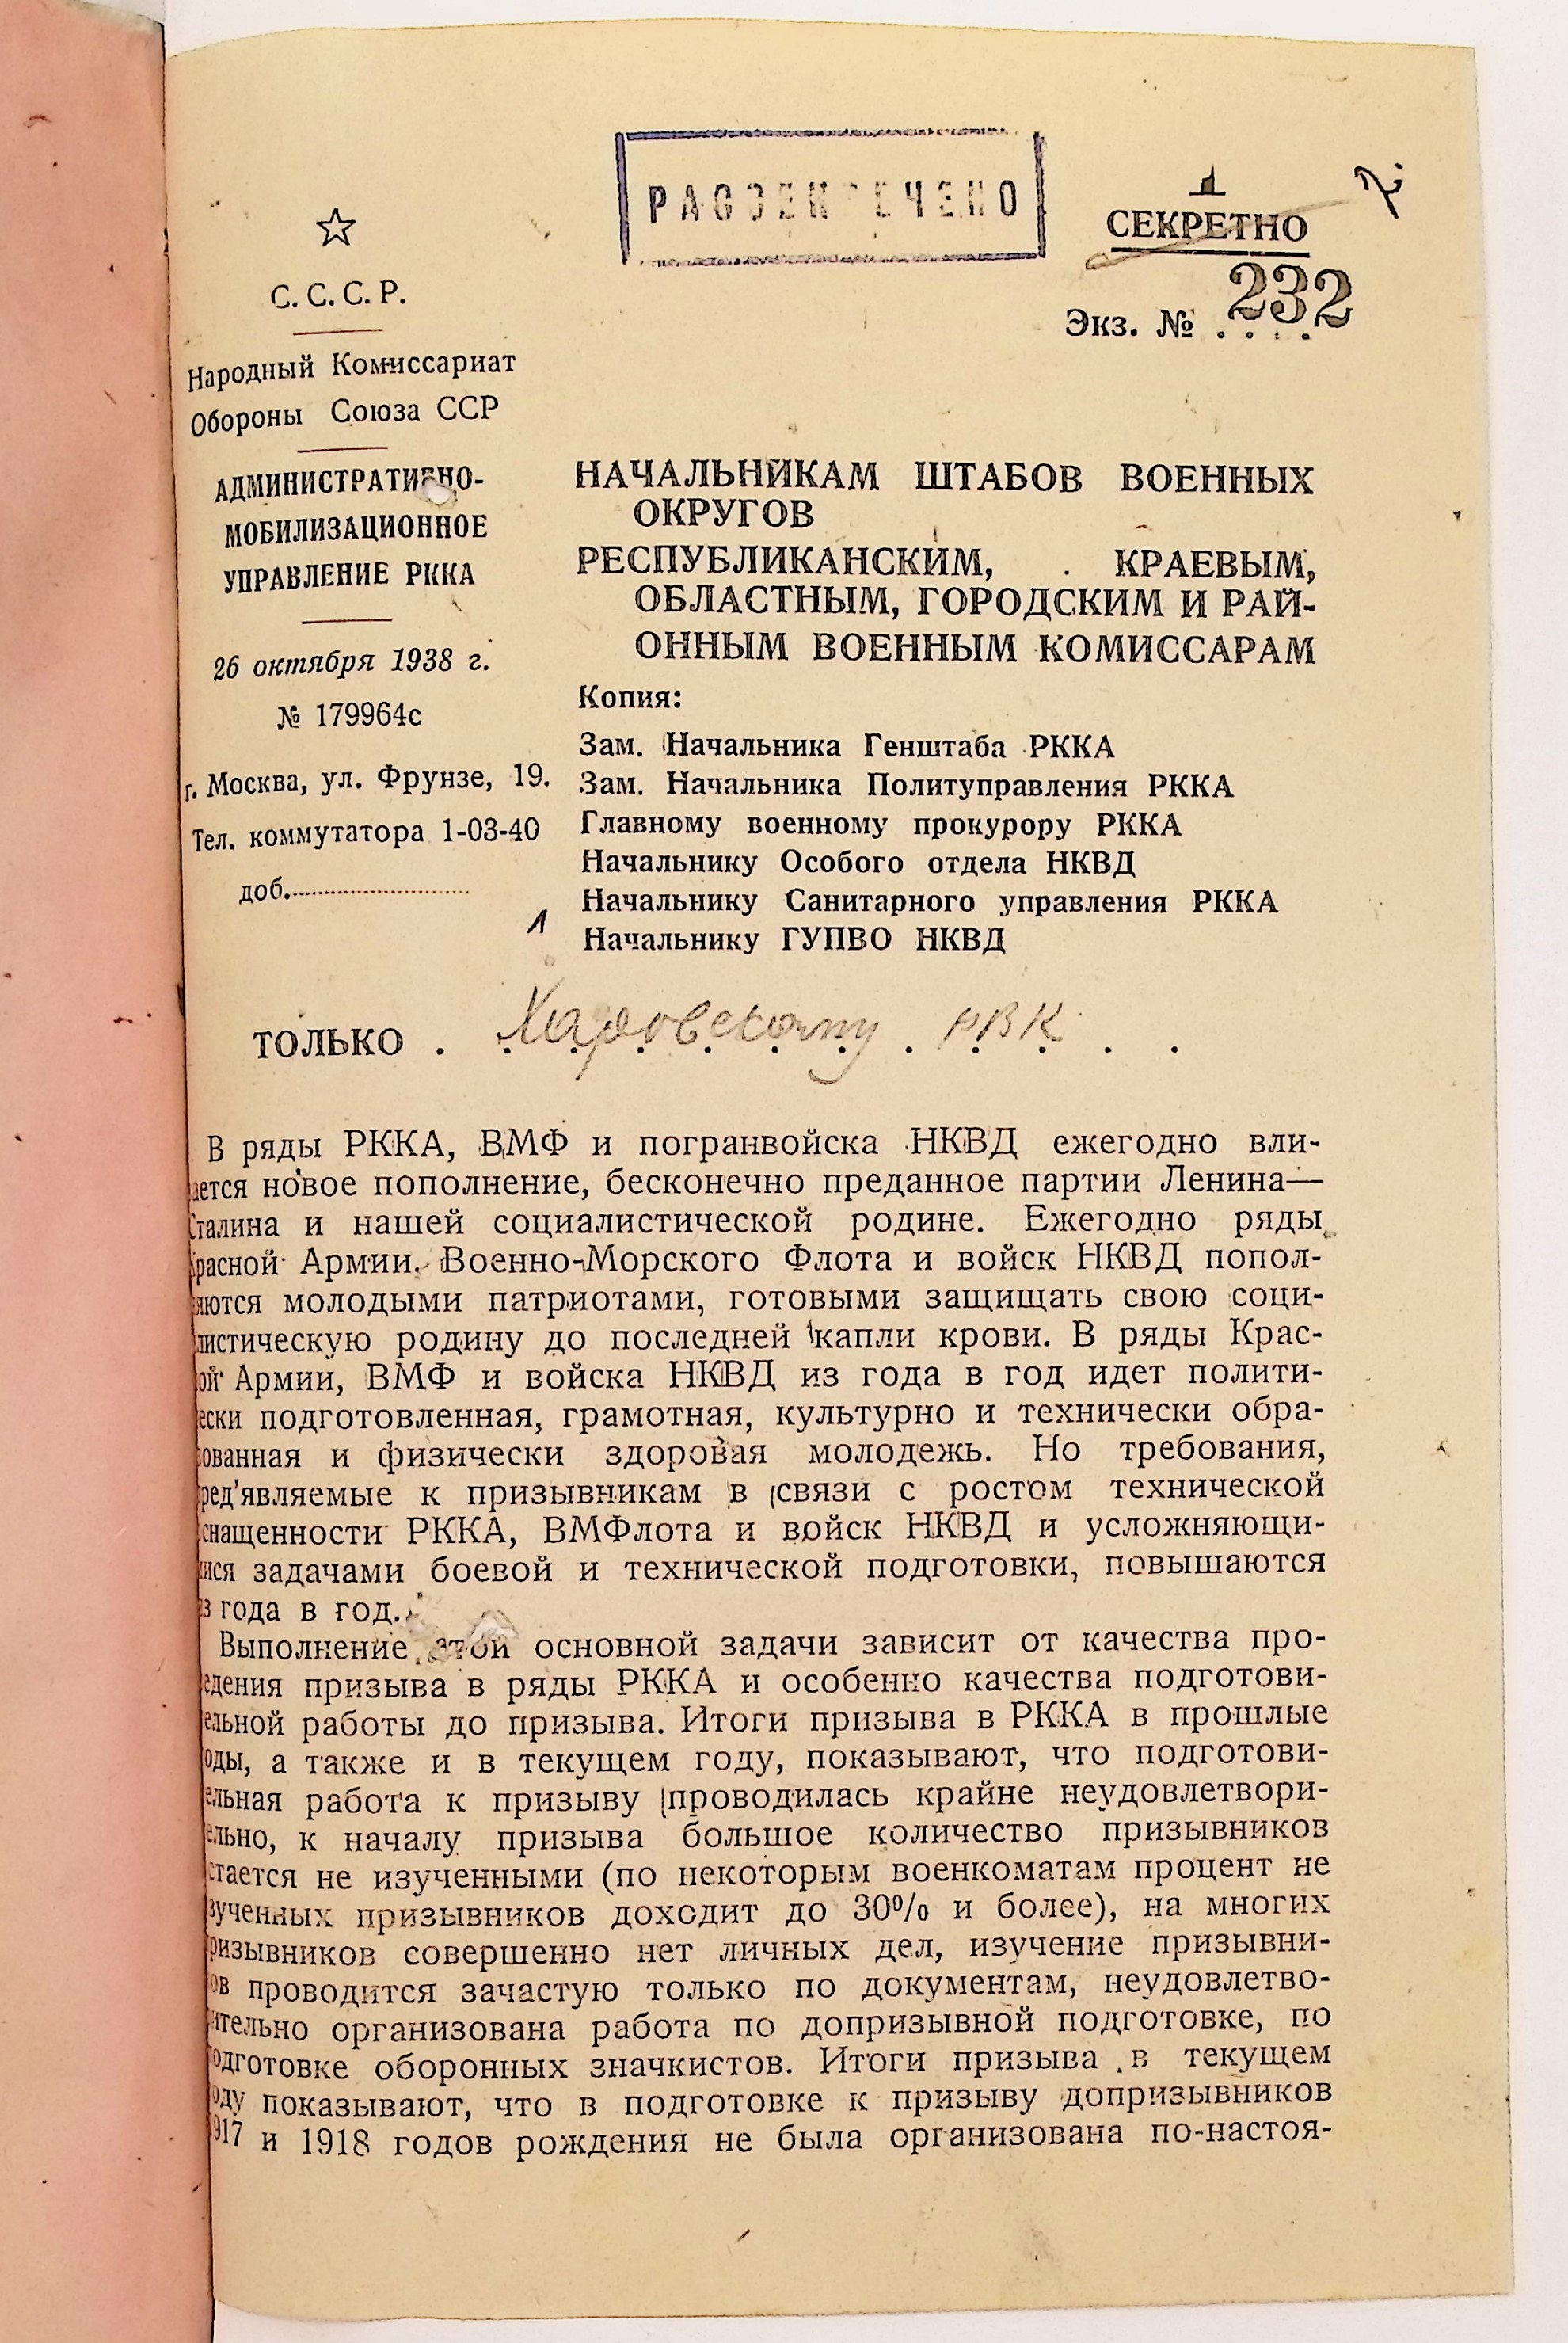 РАССЕКРЕЧЕНО
1
СЕКРЕТНО
232
Экз. № . . . .
С. С. С. Р.
Народный Комиссариат
Обороны Союза ССР
АДМИНИСТРАТИВНО-
МОБИЛИЗАЦИОННОЕ
УПРАВЛЕНИЕ РККА
26 октября 1938 г.
№ 179964с
г. Москва, ул. Фрунзе, 19.
Тел. коммутатора 1-03-40
доб.
НАЧАЛЬНИКАМ ШТАБОВ ВОЕННЫХ
ОКРУГОВ
РЕСПУБЛИКАНСКИМ, КРАЕВЫМ,
ОБЛАСТНЫМ, ГОРОДСКИМ И РАЙ-
ОННЫМ ВОЕННЫМ КОМИССАРАМ
Копия:
Зам. Начальника Генштаба РККА
Зам. Начальника Политуправления РККА
Главному военному прокурору РККА
Начальнику Особого отдела НКВД
Начальнику Санитарного управления РККА
Начальнику ГУПВО НКВД
ТОЛЬКО . Харовскому РВК . .
В ряды РККА, ВМФ и погранвойска НКВД ежегодно вли-
ается новое пополнение, бесконечно преданное партии Ленина—
Сталина и нашей социалистической родине. Ежегодно ряды
Красной Армии. Военно-Морского Флота и войск НКВД попол-
няются молодыми патриотами, готовыми защищать свою соци-
листическую родину до последней капли крови. В ряды Крас-
ой Армии, ВМФ и войска НКВД из года в год идет полити-
ески подготовленная, грамотная, культурно и технически обра-
зованная и физически здоровая молодежь. Но требования,
пред'являемые к призывникам в связи с ростом технической
снащенности РККА, ВМФлота и войск НКВД и усложняющи-
ися задачами боевой и технической подготовки, повышаются
из года в год.
Выполнение этой основной задачи зависит от качества про-
едения призыва в ряды РККА и особенно качества подготови-
ельной работы до призыва. Итоги призыва в РККА в прошлые
оды, а также и в текущем году, показывают, что подготови-
ельная работа к призыву проводилась крайне неудовлетвори-
ельно, к началу призыва большое количество призывников
стается не изученными (по некоторым военкоматам процент не
зученных призывников доходит до 30% и более), на многих
ризывников совершенно нет личных дел, изучение призывни-
ов проводится зачастую только по документам, неудовлетво-
ительно организована работа по допризывной подготовке, по
одготовке оборонных значкистов. Итоги призыва в текущем
оду показывают, что в подготовке к призыву допризывников
917 и 1918 годов рождения не была организована по-настоя-